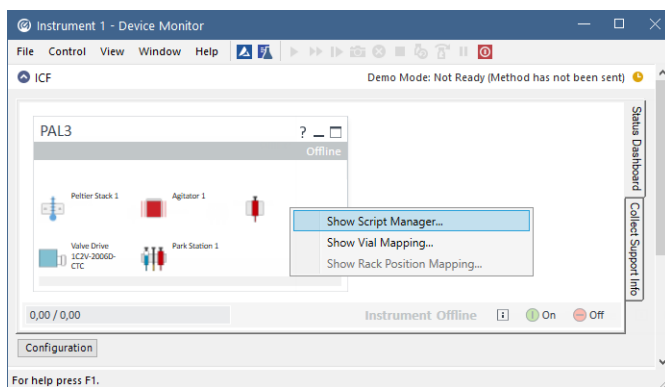 Instrument 1 - Device Monitor
File Control View Window Help
ICF
Demo Mode: Not Ready (Method has not been sent)
PAL3
?
Offline
Peltier Stack 1
Agitator 1
Valve Drive
1C2V-2006D-
CTC
Park Station 1
Show Script Manager...
Show Vial Mapping...
Show Rack Position Mapping...
Status Dashboard
Collect Support Info
0,00 / 0,00
Instrument Offline
i
On
Off
Configuration
For help press F1.